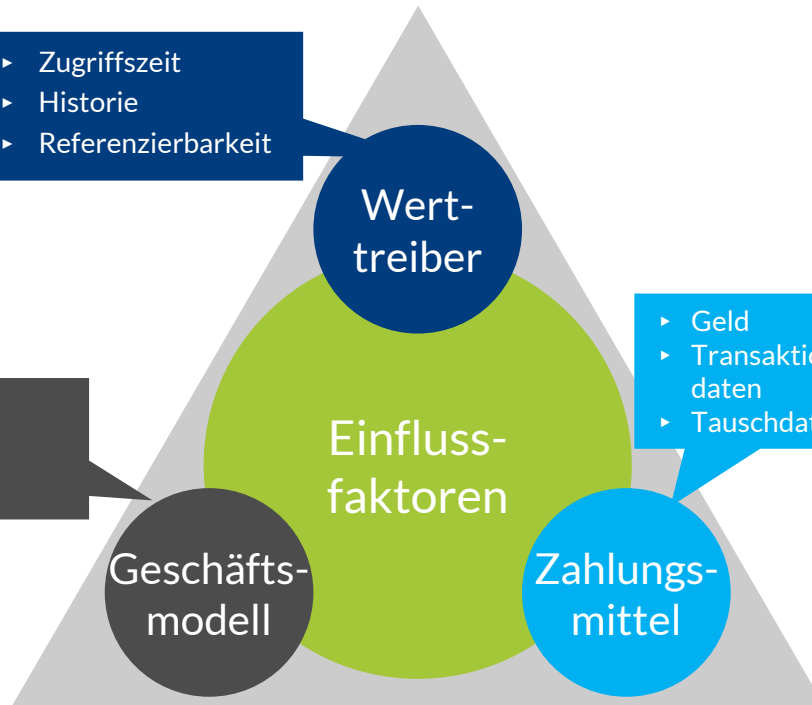 ▸ Zugriffszeit
▸ Historie
▸ Referenzierbarkeit
Wert-
treiber
▸ Geld
▸
daten
▸
Einfluss-
faktoren
Geschäfts-
modell
Zahlungs-
mittel